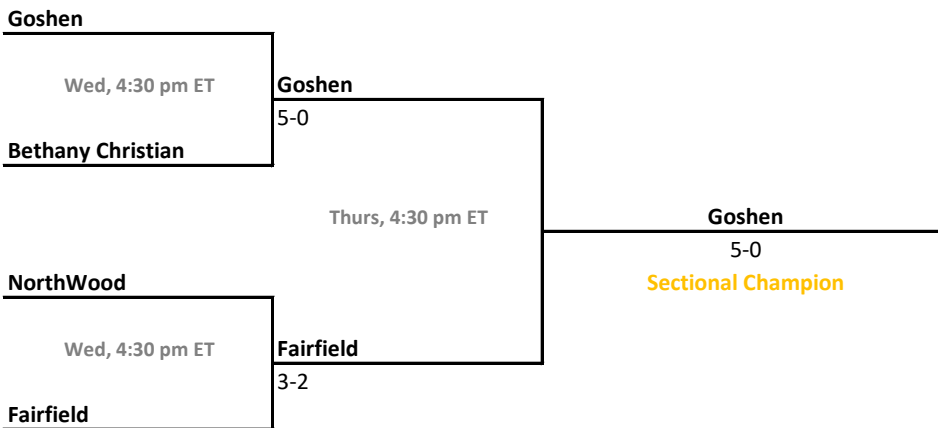 Goshen
Wed, 4:30 pm ET
Goshen
5-0
Bethany Christian
Thurs, 4:30 pm ET
Goshen
5-0
Sectional Champion
NorthWood
Wed, 4:30 pm ET
Fairfield
3-2
Fairfield